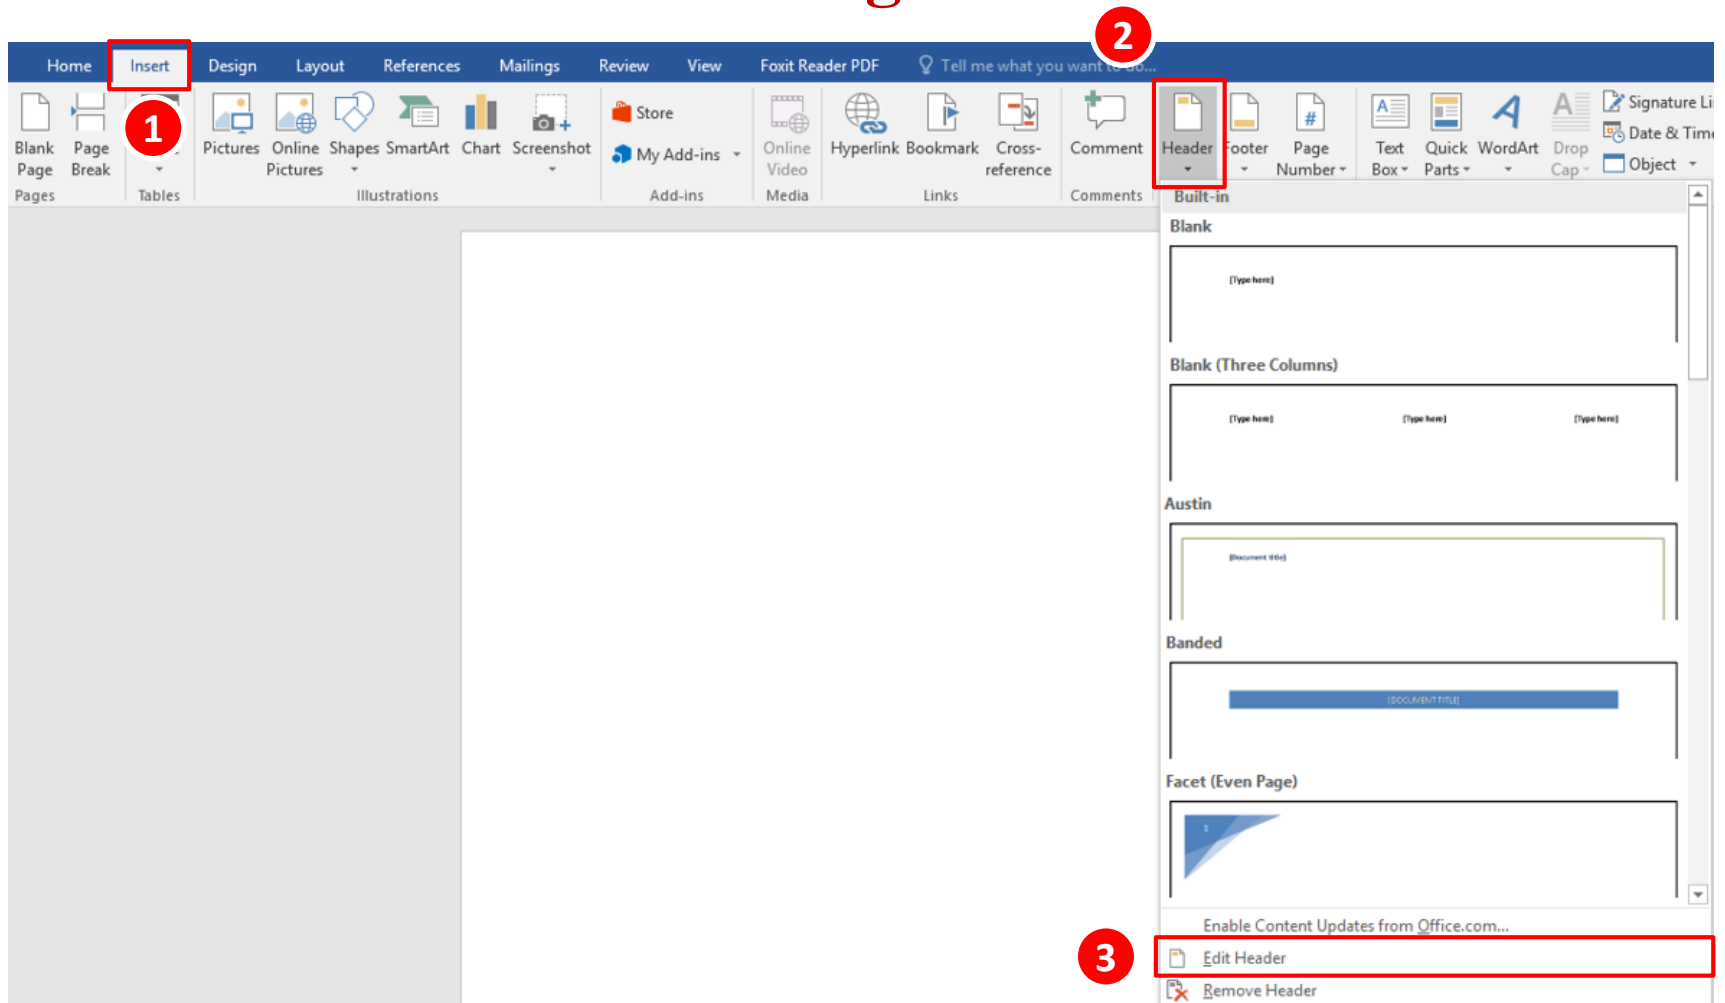 g
2
Home Insert Design Layout References Mailings Review View Foxit Reader PDF Tell me what you want to do...
1
Blank Page
Page Break
Pages
Tables
Pictures
Online Pictures
Shapes
SmartArt
Chart
Screenshot
Illustrations
Store
My Add-ins
Add-ins
Online Video
Media
Hyperlink
Bookmark
Cross-reference
Links
Comment
Comments
Header
Footer
Page Number
#
A
Text Box
Quick Parts
A
WordArt
A
Drop Cap
Signature Li
Date & Time
Object
Built-in
Blank
[Type here]
Blank (Three Columns)
[Type here] [Type here] [Type here]
Austin
[Document title]
Banded
[DOCUMENT TITLE]
Facet (Even Page)
1
Enable Content Updates from Office.com...
3
Edit Header
Remove Header